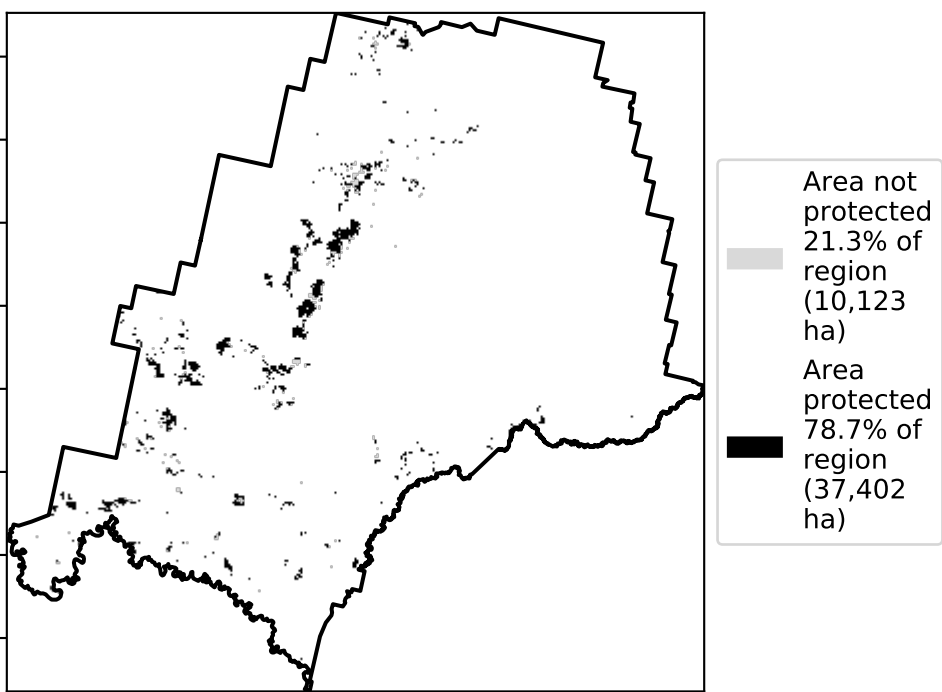 Area not
protected
21.3% of
region
(10,123
ha)
Area
protected
78.7% of
region
(37,402
ha)